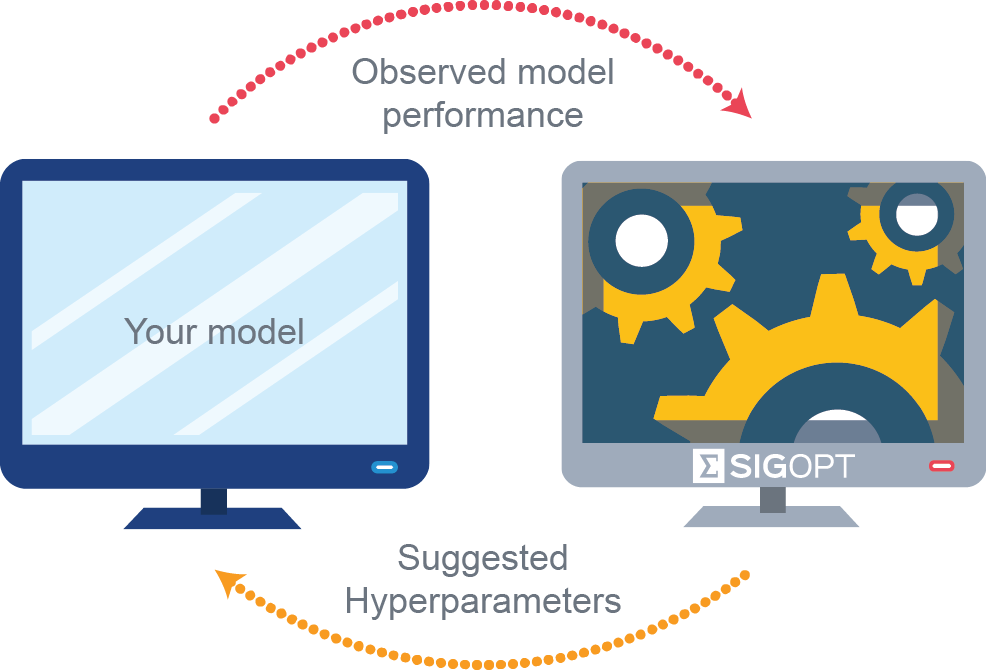 Observed model
performance
Your model
Σ SIGOPT
Suggested
Hyperparameters